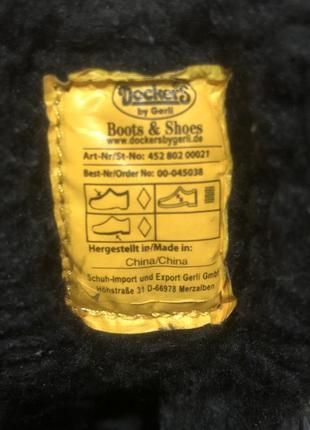 DockerS
by Gerli
Boots & Shoes
www.dockersbygerli.de
Art-Nr/St-No: 452 802 00021
Best-Nr/Order No: 00-045038
Hergestellt in/Made in:
China/China
Schuh-Import und Export Gerli GmbH
Höhstraße 31 D-66978 Merzalben